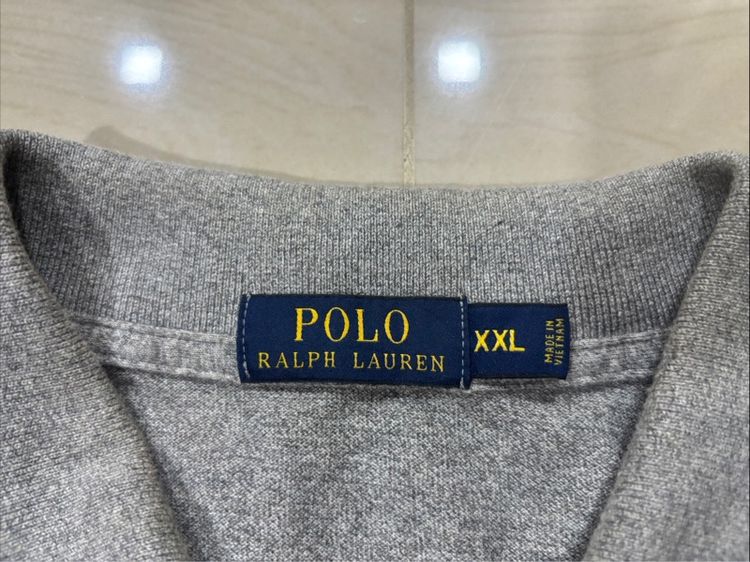 POLO
RALPH LAUREN
XXL
MADE IN
VIETNAM